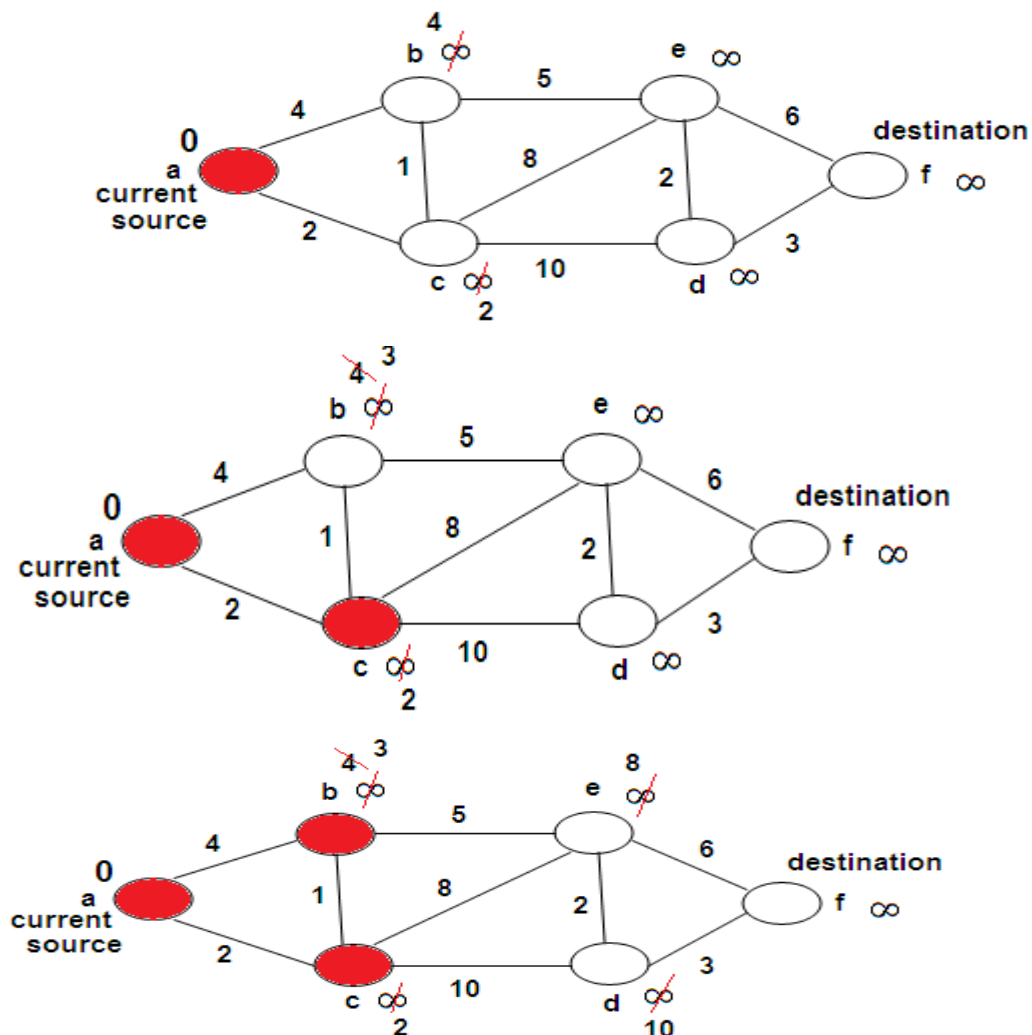 4
b ∞ e ∞
5
4 6
0 destination
a 1 8
current 2 f ∞
source
2 3
10
c ∞ d ∞
2
4 3
b ∞ e ∞
5
4 6
0 destination
a 1 8
current 2 f ∞
source
2 3
10
c ∞ d ∞
2
4 3 8
b ∞ e ∞
5
4 6
0 destination
a 1 8
current 2 f ∞
source
2 3
10
c ∞ d ∞
2 10